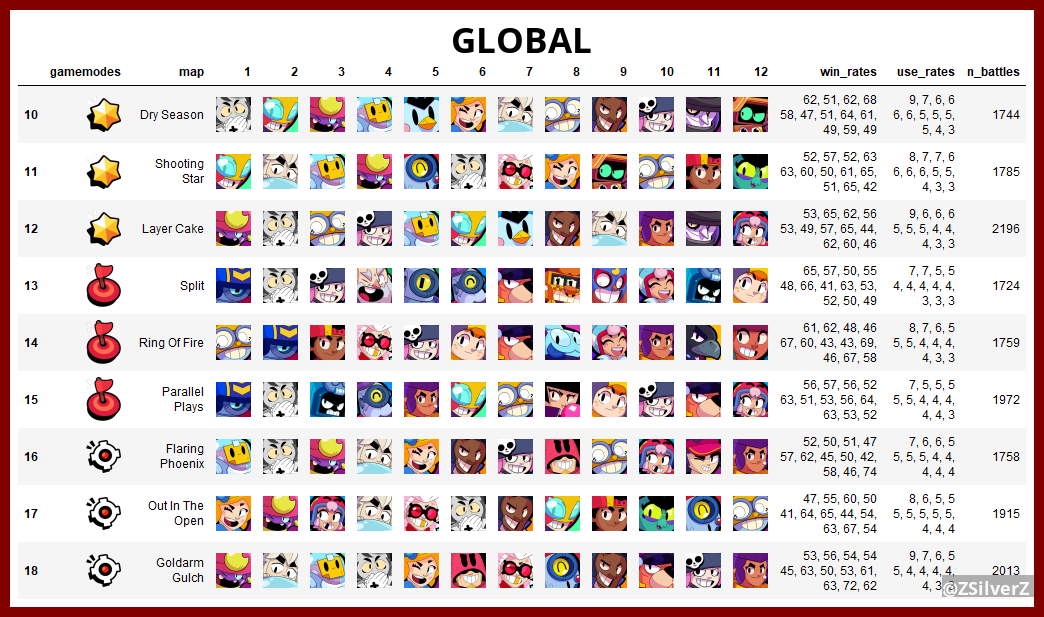 GLOBAL
gamemodes map 1 2 3 4 5 6 7 8 9 10 11 12 win_rates use_rates n_battles
10 Dry Season 62, 51, 62, 68 58, 47, 51, 64, 61, 49, 59, 49 9, 7, 6, 6 6, 6, 5, 5, 5, 5, 4, 3 1744
11 Shooting Star 52, 57, 52, 63 63, 60, 50, 61, 65, 51, 65, 42 8, 7, 7, 6 6, 6, 6, 5, 5, 4, 3, 3 1785
12 Layer Cake 53, 65, 62, 56 53, 49, 57, 65, 44, 62, 60, 46 9, 6, 6, 6 5, 5, 5, 4, 4, 4, 3, 3 2196
13 Split 65, 57, 50, 55 48, 66, 41, 63, 53, 52, 50, 49 7, 7, 5, 5 4, 4, 4, 4, 4, 3, 3, 3 1724
14 Ring Of Fire 61, 62, 48, 46 67, 60, 43, 43, 69, 46, 67, 58 8, 7, 6, 5 5, 5, 4, 4, 4, 4, 3, 3 1759
15 Parallel Plays 56, 57, 56, 52 63, 51, 53, 56, 64, 63, 53, 52 7, 5, 5, 5 5, 5, 4, 4, 4, 4, 4, 3 1972
16 Flaring Phoenix 52, 50, 51, 47 57, 62, 45, 50, 42, 58, 46, 74 7, 6, 6, 5 5, 5, 5, 4, 4, 4, 4, 4 1758
17 Out In The Open 47, 55, 60, 50 41, 64, 65, 44, 54, 63, 67, 54 8, 6, 5, 5 5, 5, 5, 5, 5, 4, 4, 4 1915
18 Goldarm Gulch 53, 56, 54, 54 45, 63, 50, 53, 61, 63, 72, 62 9, 7, 6, 5 5, 4, 4, 4, 4, 4, 3 2013
@ZSilverZ